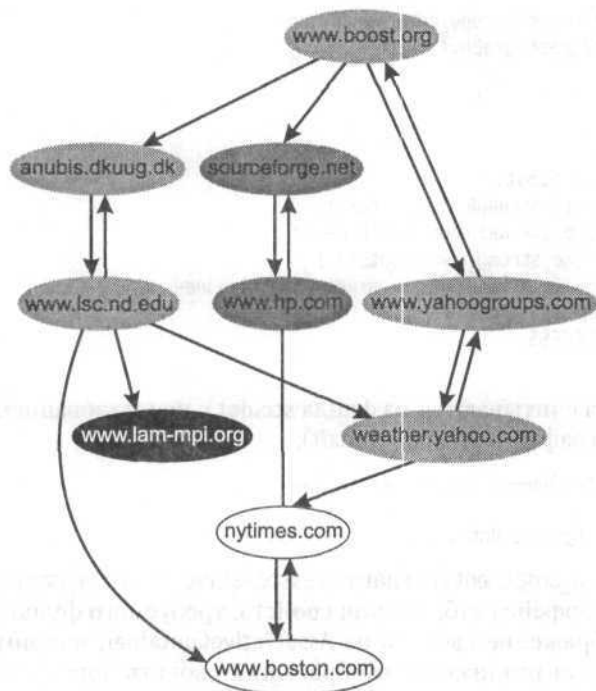 www.boost.org
anubis.dkuug.dk
sourceforge.net
www.lsc.nd.edu
www.hp.com
www.yahoogroups.com
www.lam-mpi.org
weather.yahoo.com
nytimes.com
www.boston.com